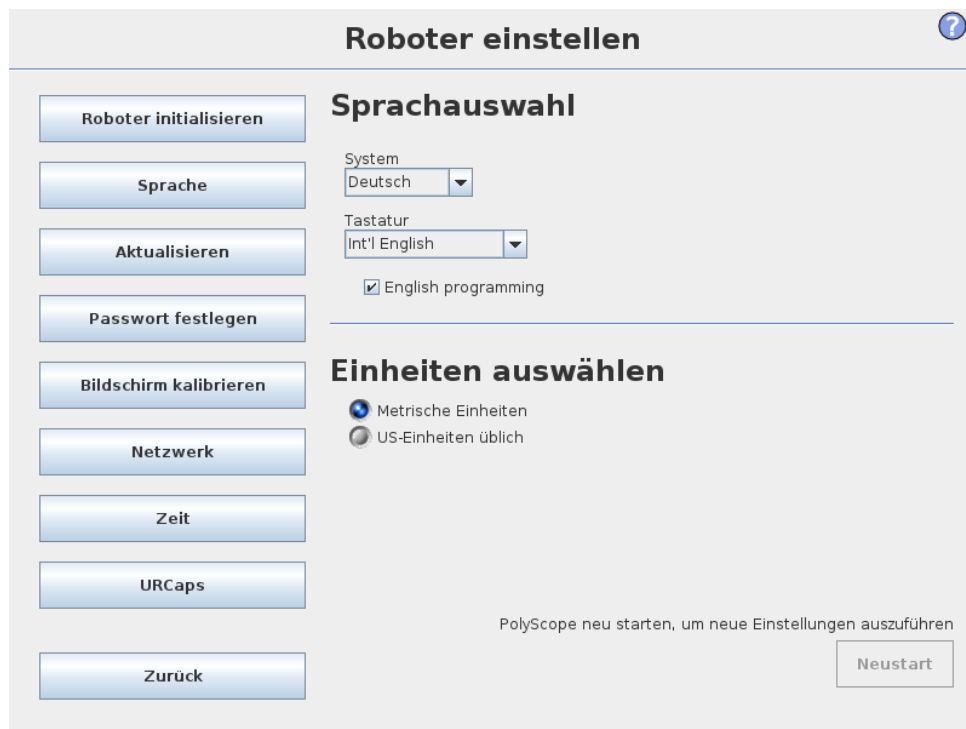 Roboter einstellen
?
Roboter initialisieren
Sprache
Aktualisieren
Passwort festlegen
Bildschirm kalibrieren
Netzwerk
Zeit
URCaps
Zurück
Sprachauswahl
System
Deutsch
Tastatur
Int'l English
English programming
Einheiten auswählen
Metrische Einheiten
US-Einheiten üblich
PolyScope neu starten, um neue Einstellungen auszuführen
Neustart